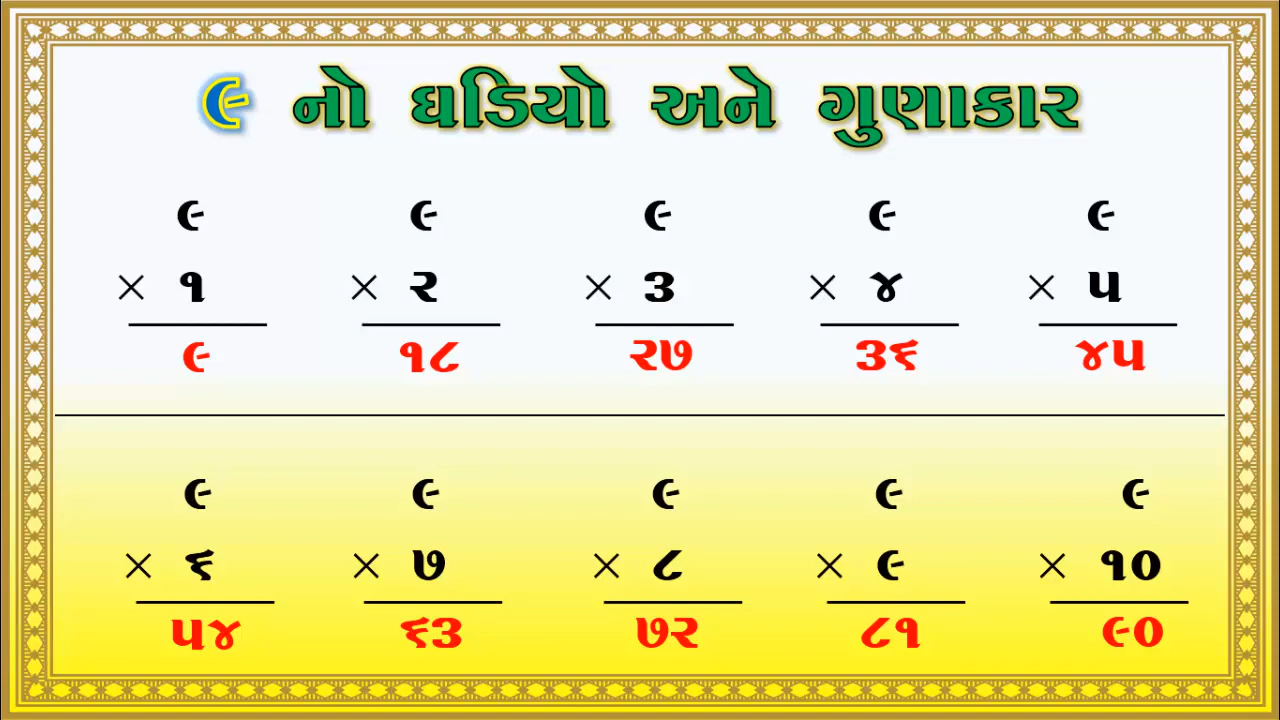 ૯ નો ઘડિયો અને ગુણાકાર
૯ ૯ ૯ ૯ ૯
× ૧ × ૨ × ૩ × ૪ × ૫
૯ ૧૮ ૨૭ ૩૬ ૪૫
૯ ૯ ૯ ૯ ૯
× ૬ × ૭ × ૮ × ૯ × ૧૦
૫૪ ૬૩ ૭૨ ૮૧ ૯૦